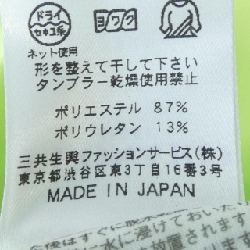 ドライ
セキユ系
ヨワク
ネット使用
形を整えて干して下さい
タンブラー乾燥使用禁止
ポリエステル 87%
ポリウレタン 13%
三共生興ファッションサービス(株)
東京都渋谷区東3丁目16番3号
MADE IN JAPAN